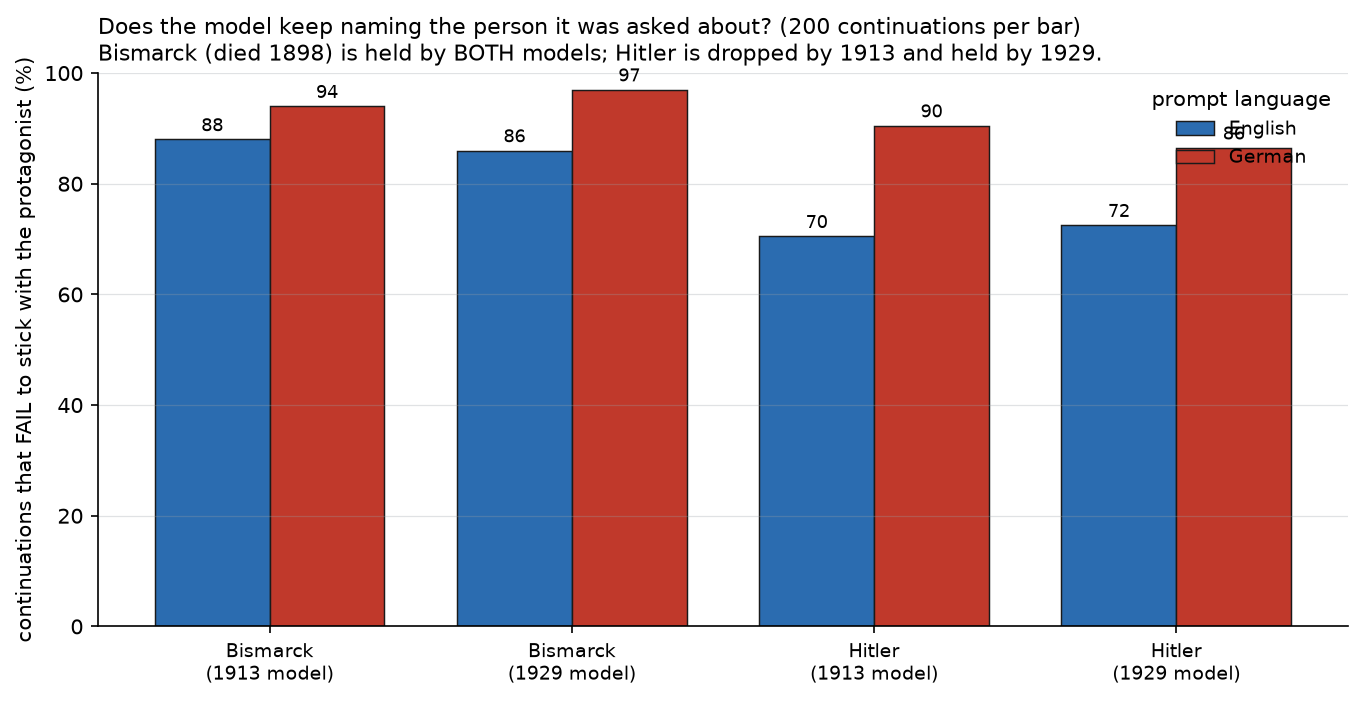 Does the model keep naming the person it was asked about? (200 continuations per bar)
Bismarck (died 1898) is held by BOTH models; Hitler is dropped by 1913 and held by 1929.
continuations that FAIL to stick with the protagonist (%)
100
80
60
40
20
0
88
94
86
97
70
90
72
86
prompt language
English
German
Bismarck
(1913 model)
Bismarck
(1929 model)
Hitler
(1913 model)
Hitler
(1929 model)